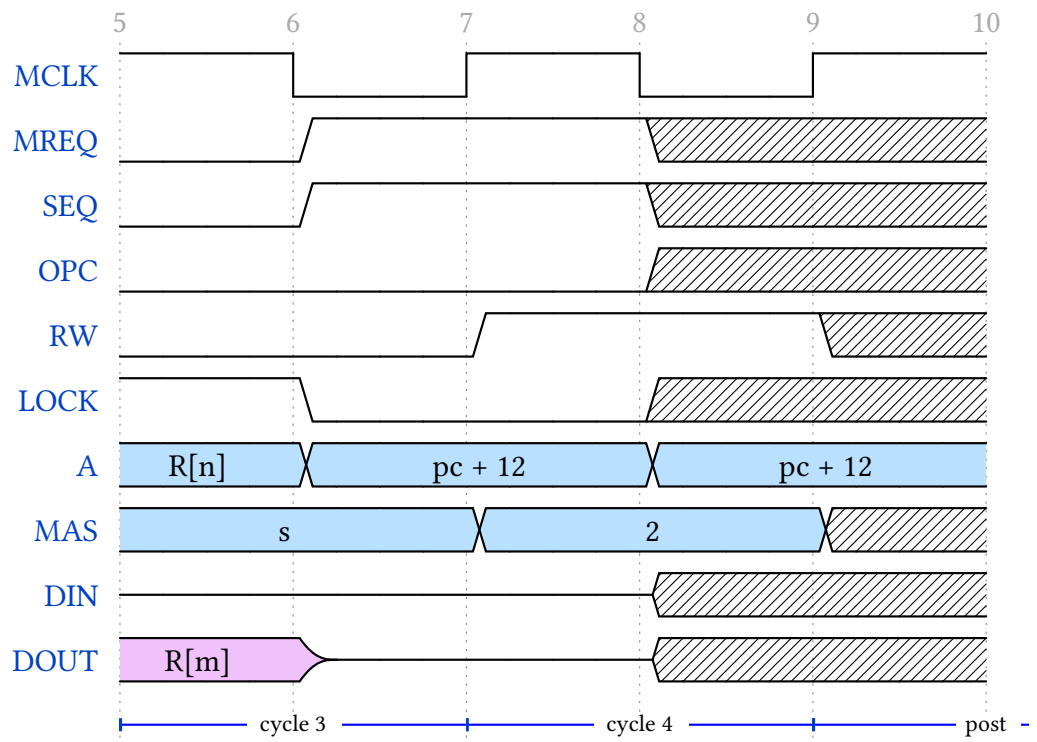 5 6 7 8 9 10
MCLK
MREQ
SEQ
OPC
RW
LOCK
A R[n] pc + 12 pc + 12
MAS s 2
DIN
DOUT R[m]
cycle 3 cycle 4 post